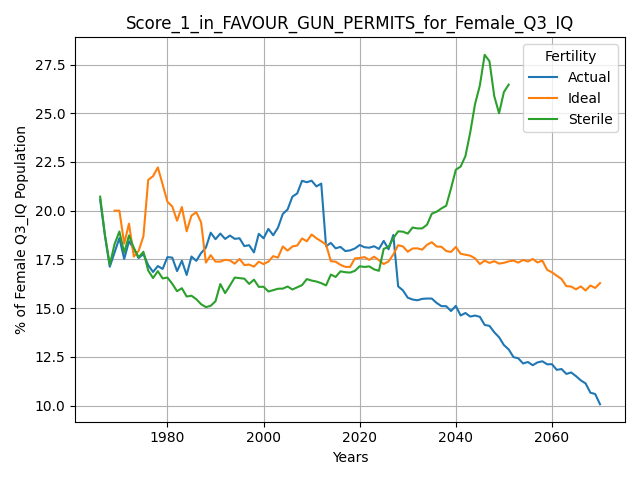 Score_1_in_FAVOUR_GUN_PERMITS_for_Female_Q3_IQ
Fertility
Actual
Ideal
Sterile
% of Female Q3_IQ Population
27.5
25.0
22.5
20.0
17.5
15.0
12.5
10.0
1980 2000 2020 2040 2060
Years